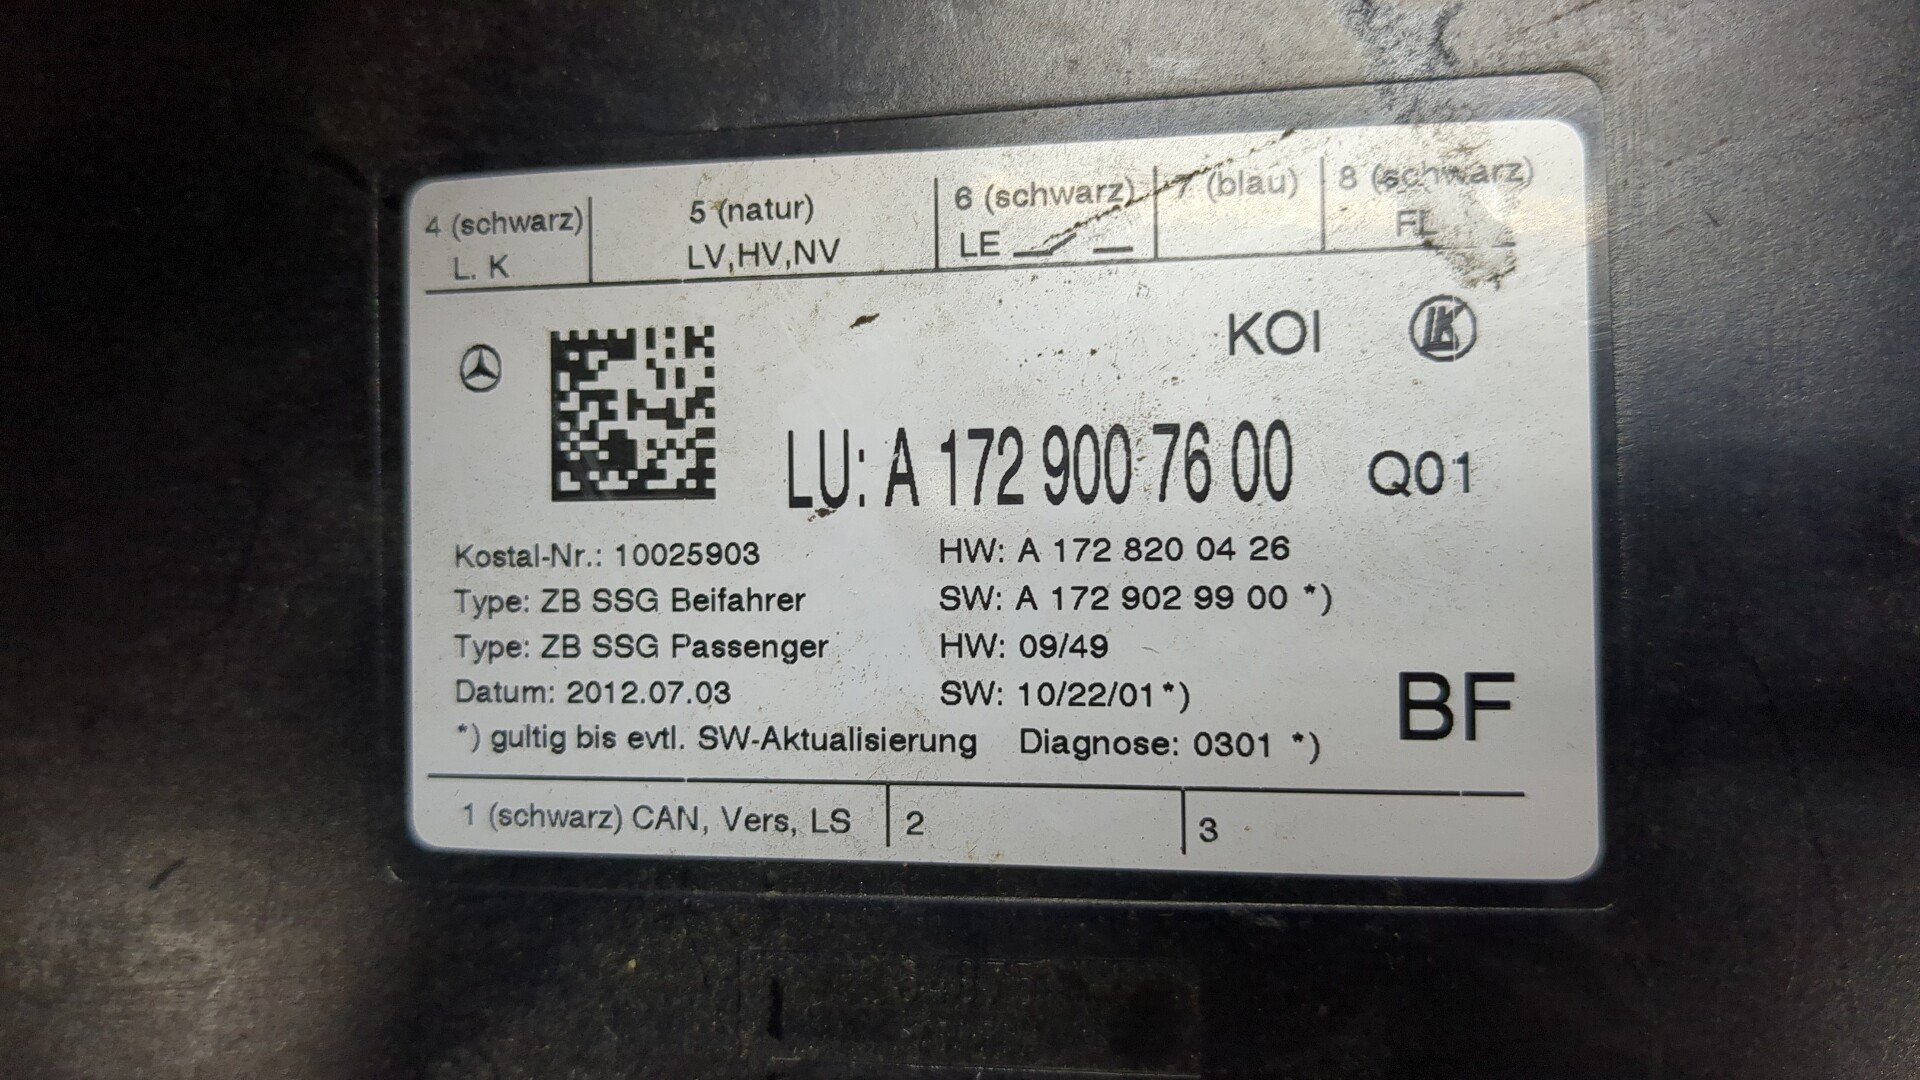 4 (schwarz) 5 (natur) 6 (schwarz) 7 (blau) 8 (schwarz)
L. K LV,HV,NV LE FL
KOI
LU: A 172 900 76 00 Q01
Kostal-Nr.: 10025903 HW: A 172 820 04 26
Type: ZB SSG Beifahrer SW: A 172 902 99 00 *)
Type: ZB SSG Passenger HW: 09/49
Datum: 2012.07.03 SW: 10/22/01 *)
BF
*) gultig bis evtl. SW-Aktualisierung Diagnose: 0301 *)
1 (schwarz) CAN, Vers, LS 2 3